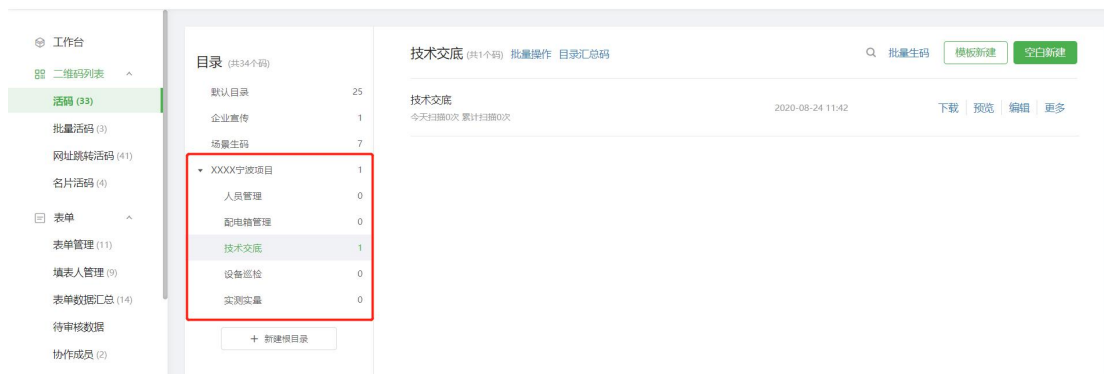 工作台
二维码列表
活码 (33)
批量活码 (3)
网址跳转活码 (41)
名片活码 (4)
表单
表单管理 (11)
填表人管理 (9)
表单数据汇总 (14)
待审核数据
协作成员 (2)
目录 (共34个码)
默认目录 25
企业宣传 1
场景生码 7
XXXX宁波项目 1
人员管理 0
配电箱管理 0
技术交底 1
设备巡检 0
实测实量 0
+ 新建根目录
技术交底 (共1个码) 批量操作 目录汇总码 批量生码 模板新建 空白新建
技术交底
今天扫描0次 累计扫描0次
2020-08-24 11:42
下载 预览 编辑 更多